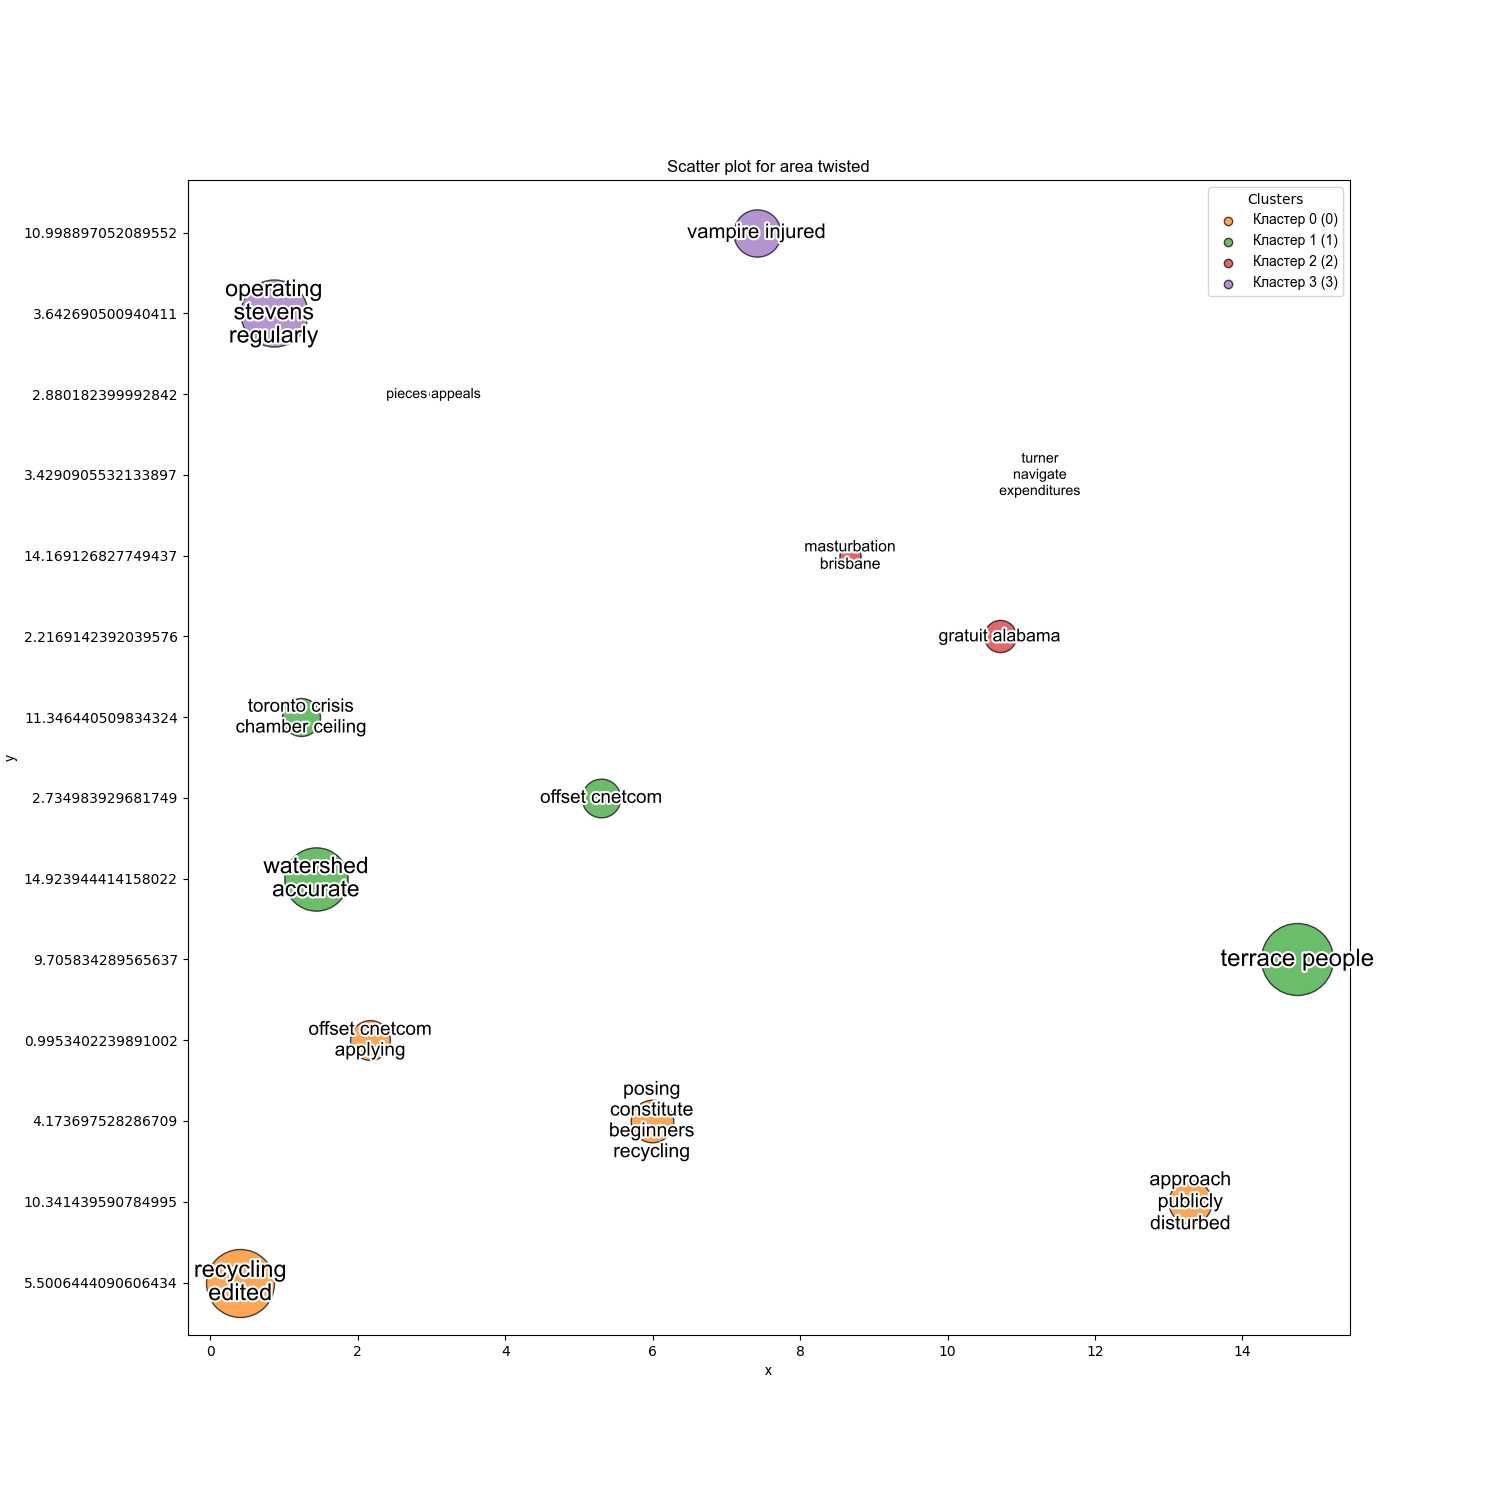 Scatter plot for area twisted
Clusters
Кластер 0 (0)
Кластер 1 (1)
Кластер 2 (2)
Кластер 3 (3)
10.998897052089552
3.642690500940411
2.880182399992842
3.42909055321338​97
14.169126827749437
2.2169142392039576
11.346440509834324
2.734983929681749
14.923944414158022
9.705834289565637
0.9953402239891002
4.173697528286709
10.341439590784995
5.5006444090606434
y
vampire injured
operating
stevens
regularly
pieces appeals
turner
navigate
expenditures
masturbation
brisbane
gratuit alabama
toronto crisis
chamber ceiling
offset cnetcom
watershed
accurate
terrace people
offset cnetcom
applying
posing
constitute
beginners
recycling
approach
publicly
disturbed
recycling
edited
0 2 4 6 8 10 12 14
x